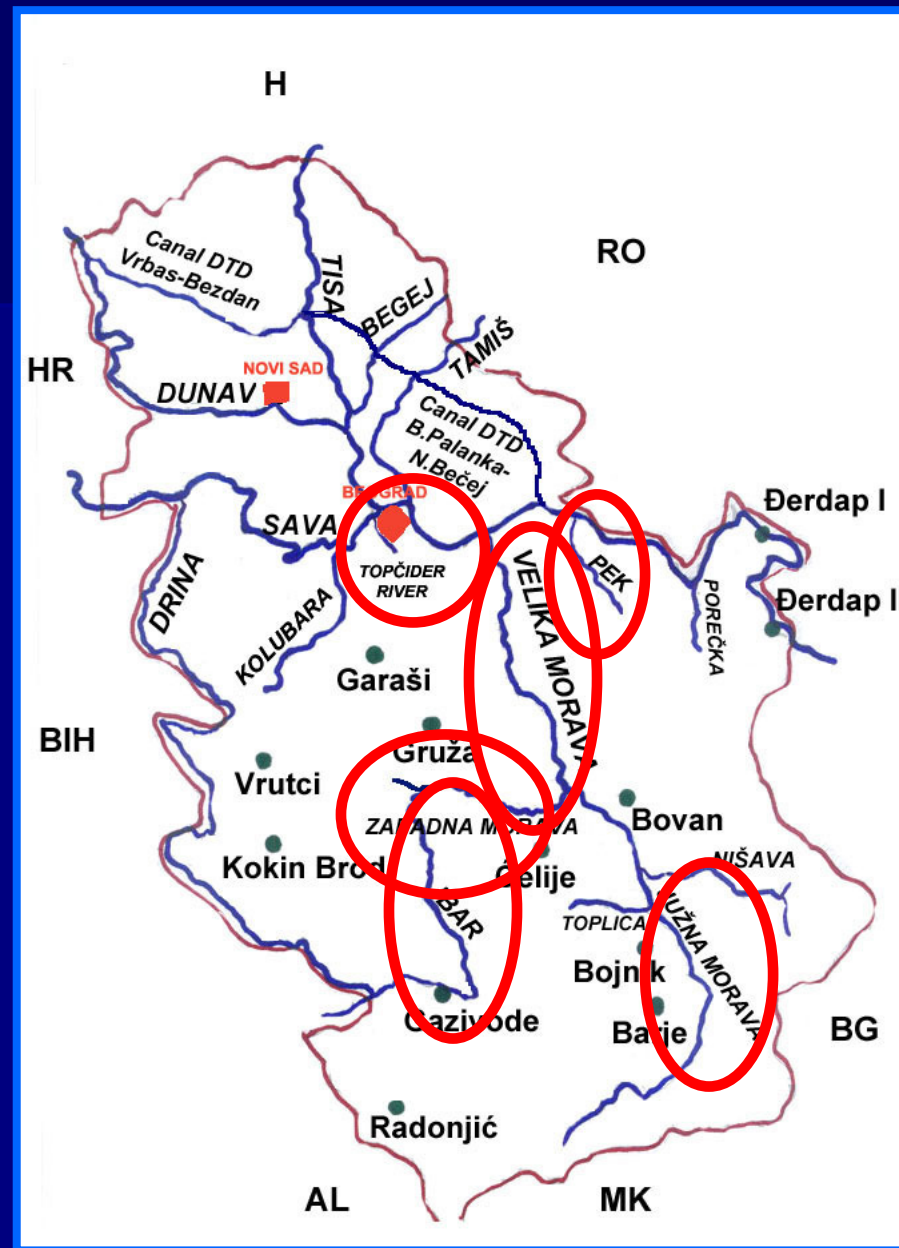 H
RO
Canal DTD
Vrbas-Bezdan
TISA
BEGEJ
TAMIŠ
HR
NOVI SAD
DUNAV
Canal DTD
B.Palanka-
N.Bečej
BEOGRAD
SAVA
Đerdap I
TOPČIDER
RIVER
VELIKA MORAVA
PEK
POREČKA
DRINA
KOLUBARA
Đerdap I
Garaši
BIH
Gruža
Vrutci
ZAPADNA MORAVA
Bovan
Kokin Brod
Ćelije
NIŠAVA
IBAR
TOPLICA
JUŽNA MORAVA
Bojnik
Gazivode
Barje
BG
Radonjić
AL
MK